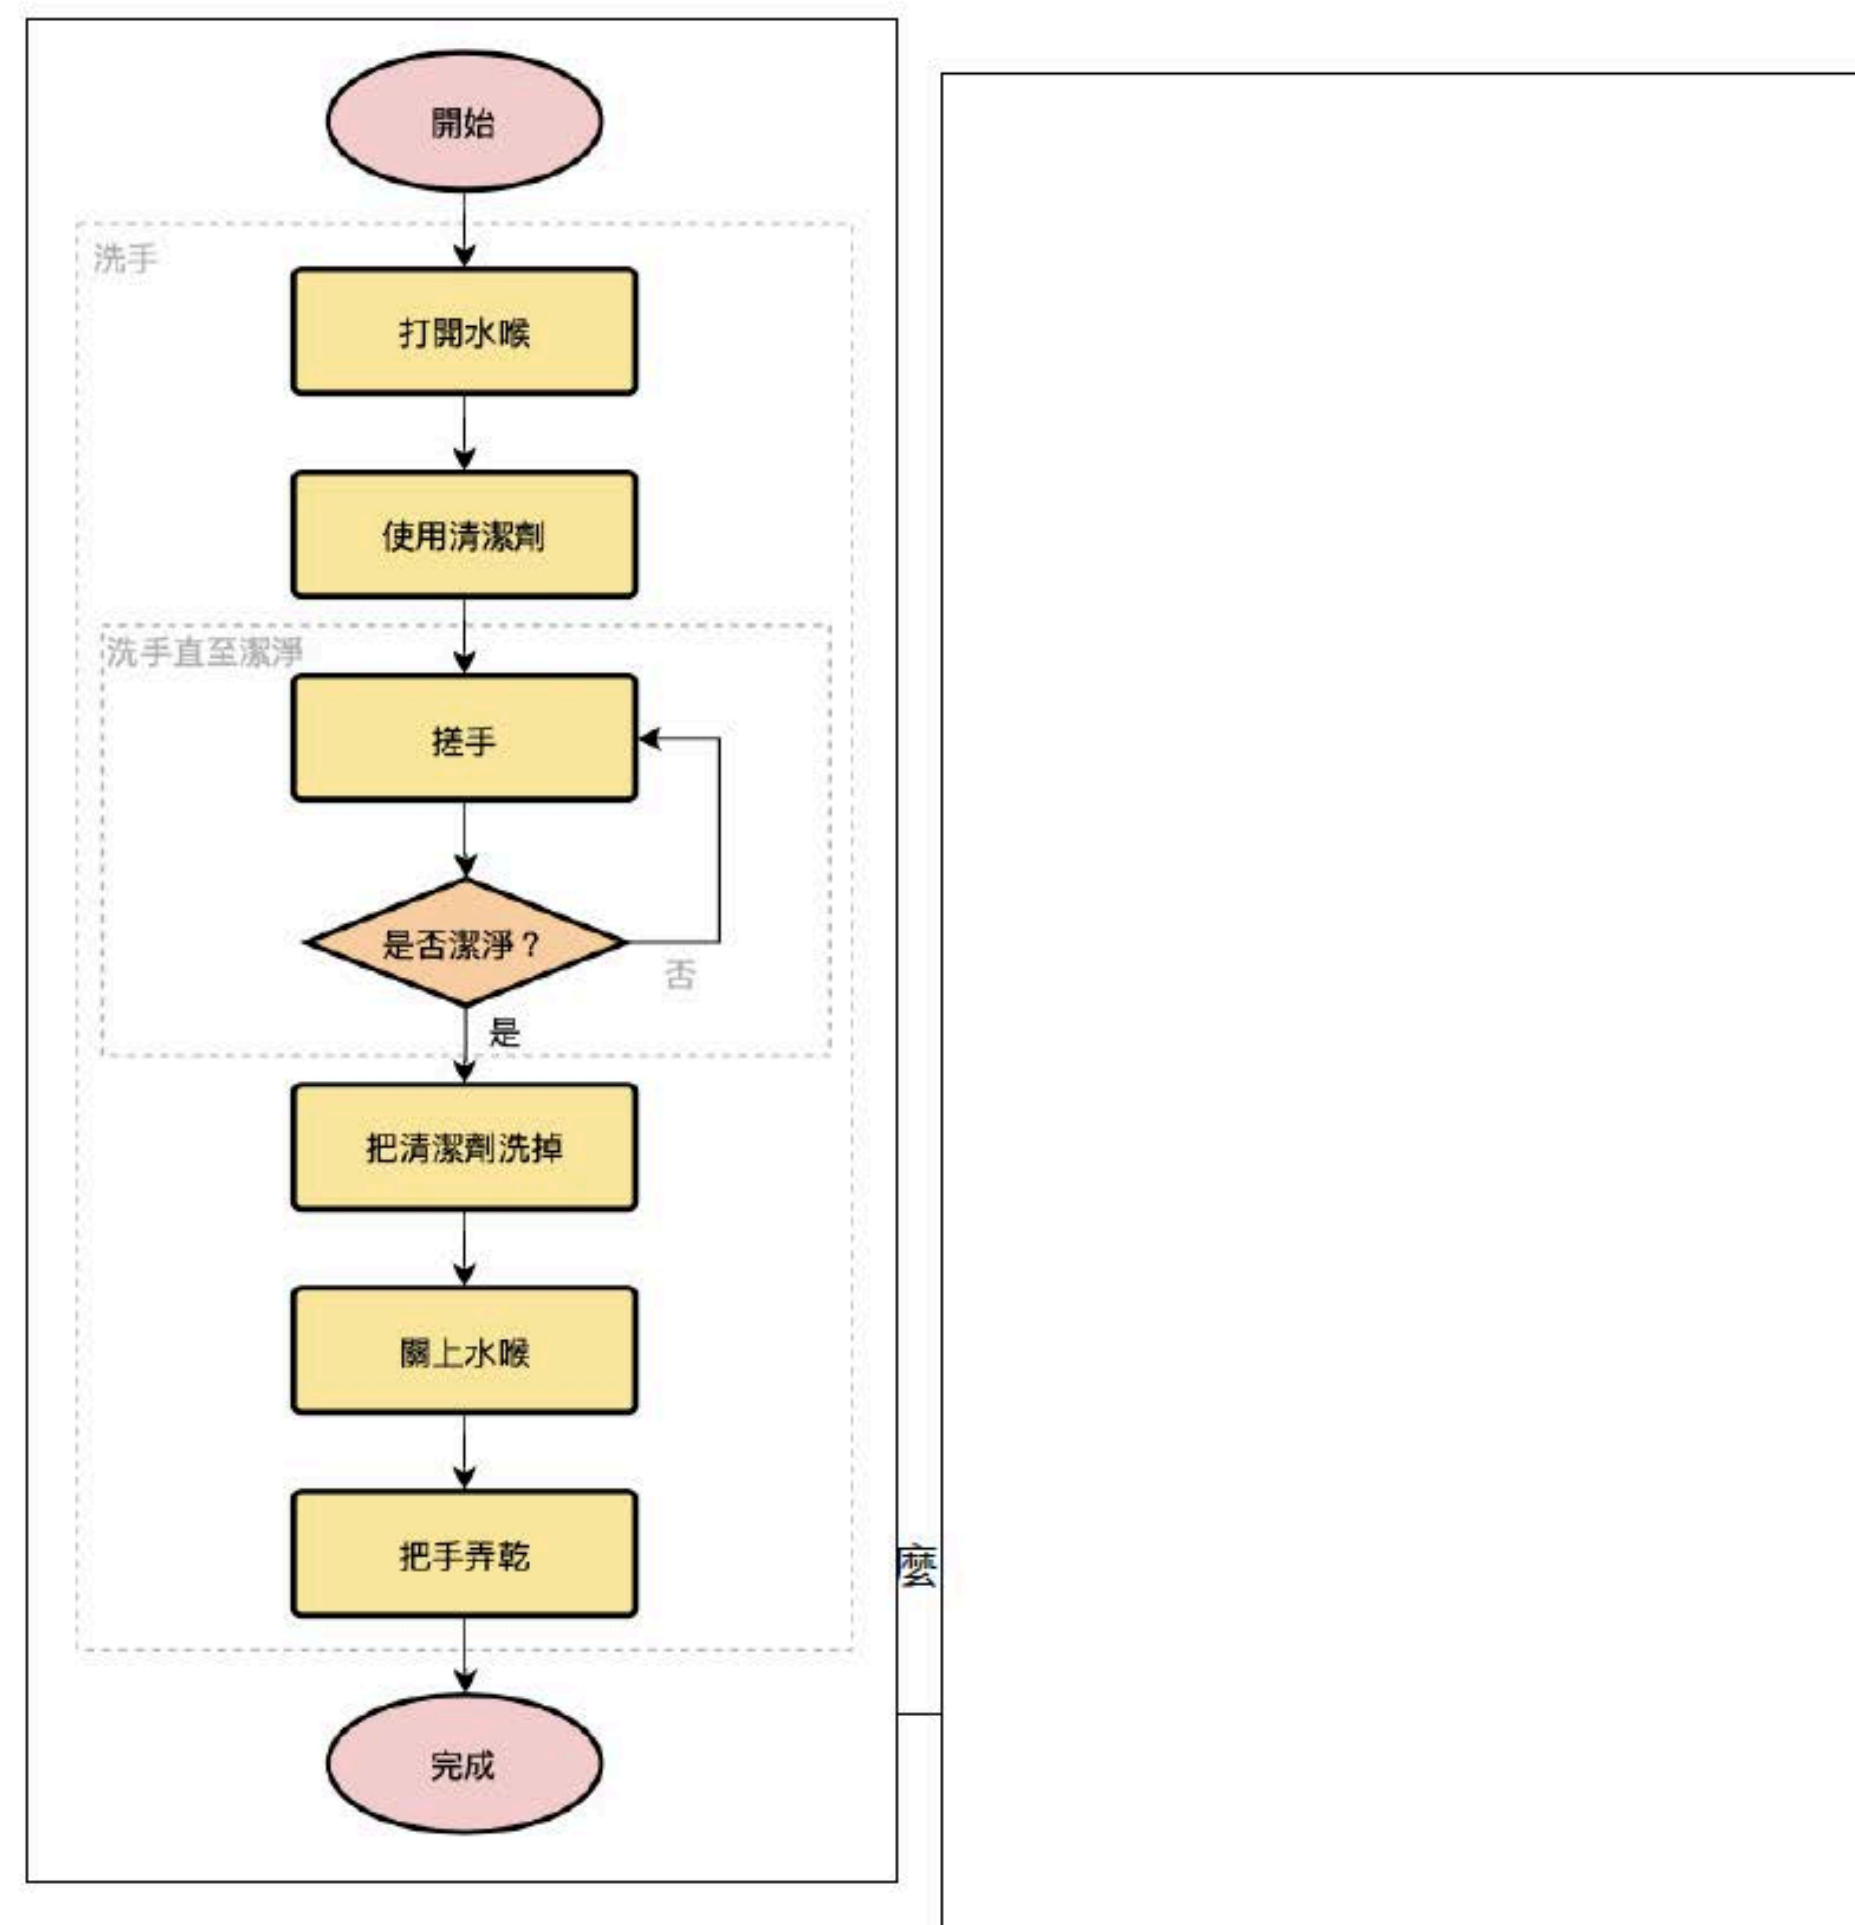 開始
洗手
打開水喉
使用清潔劑
洗手直至潔淨
搓手
是否潔淨？
否
是
把清潔劑洗掉
關上水喉
把手弄乾
麼
完成